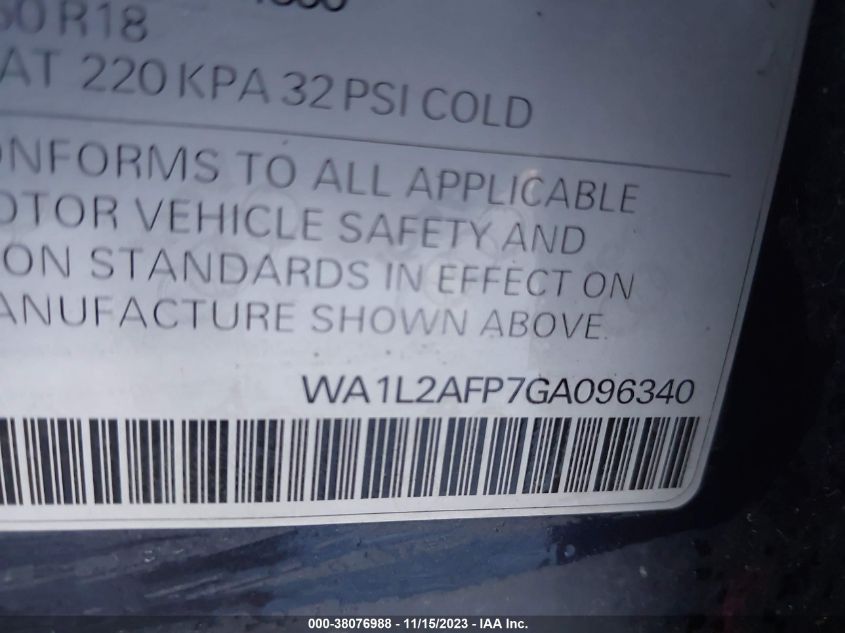 60 R18
AT 220 KPA 32 PSI COLD
ONFORMS TO ALL APPLICABLE
OTOR VEHICLE SAFETY AND
ON STANDARDS IN EFFECT ON
ANUFACTURE SHOWN ABOVE.
WA1L2AFP7GA096340
000-38076988 - 11/15/2023 - IAA Inc.